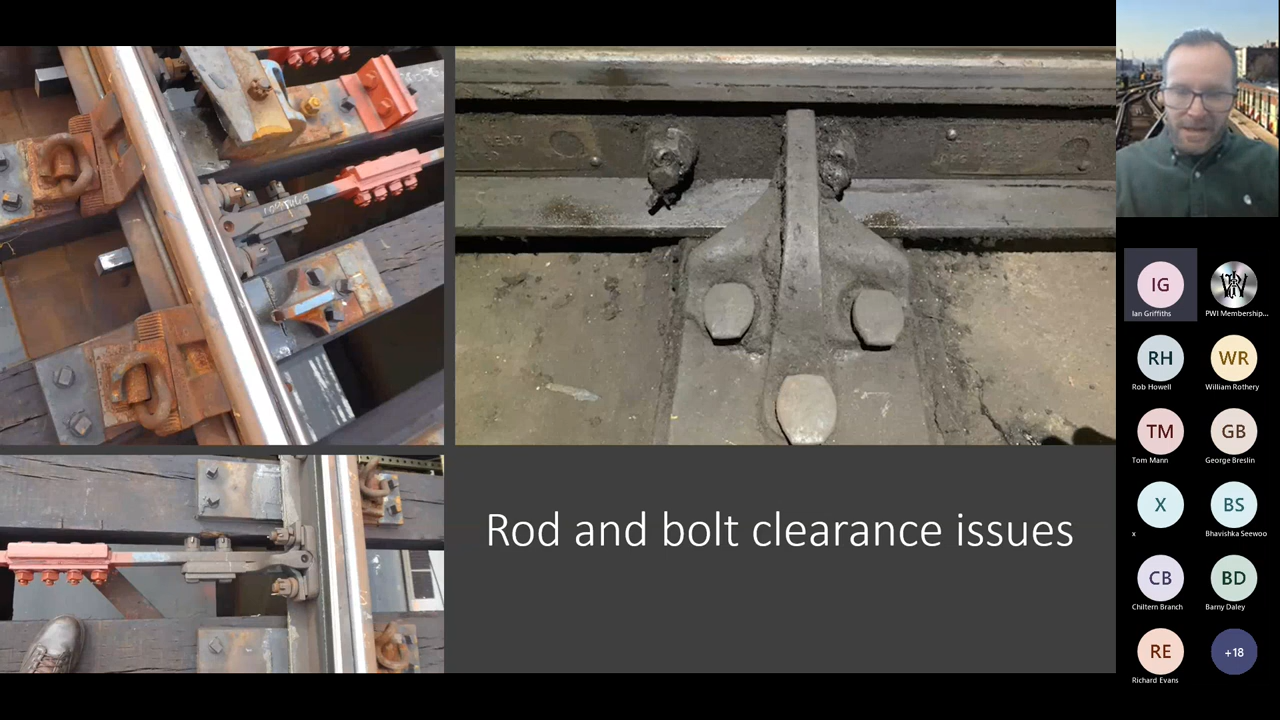 Rod and bolt clearance issues
IG
Ian Griffiths
PWI Membership...
RH
Rob Howell
WR
William Rothery
TM
Tom Mann
GB
George Breslin
X
x
BS
Bhavishka Seewoo
CB
Chiltern Branch
BD
Barny Daley
RE
Richard Evans
+18